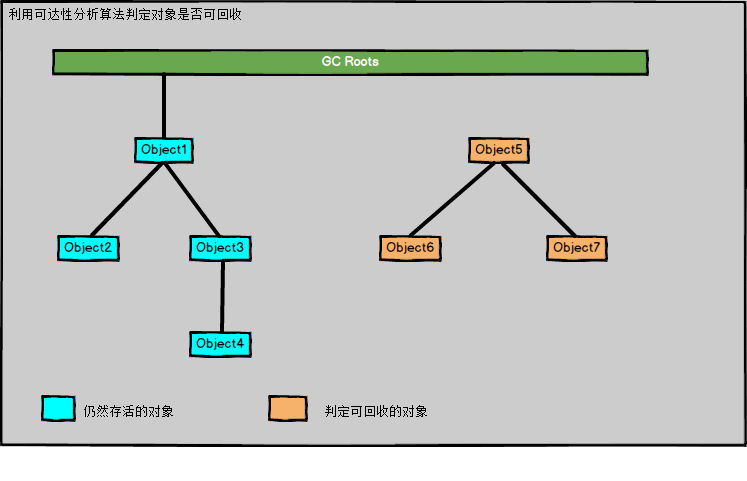 利用可达性分析算法判定对象是否可回收
GC Roots
Object1
Object5
Object2
Object3
Object6
Object7
Object4
仍然存活的对象
判定可回收的对象